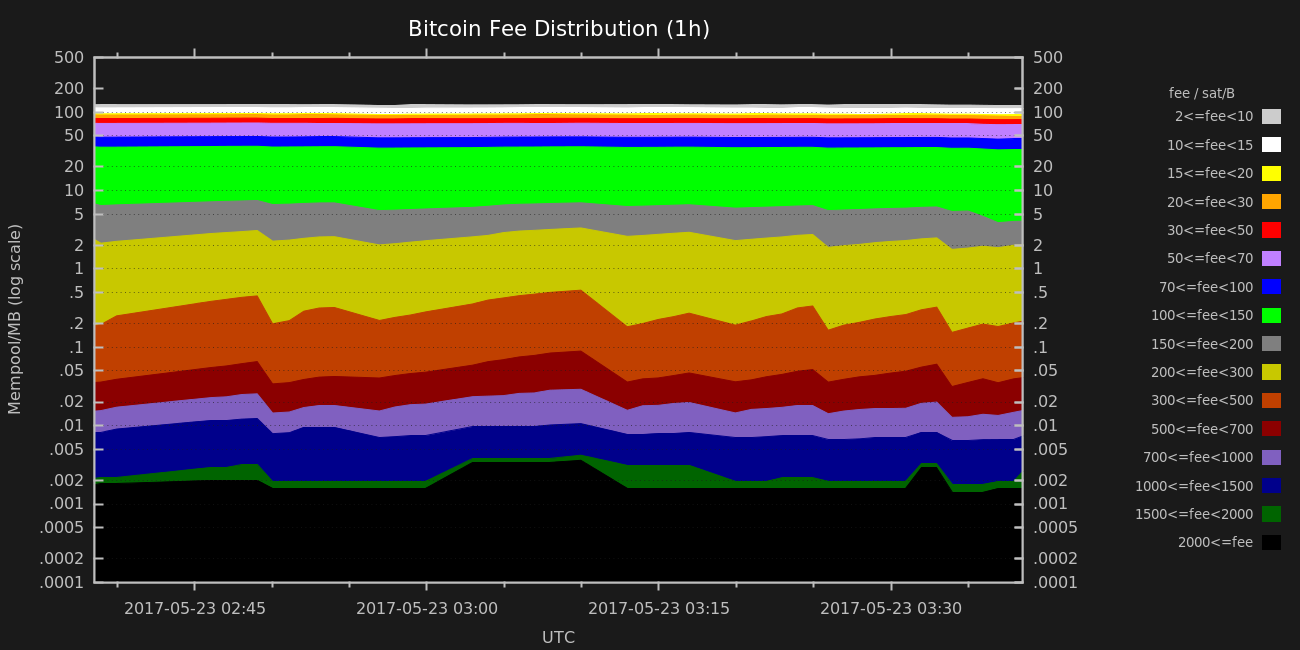 Bitcoin Fee Distribution (1h)
Mempool/MB (log scale)
500
200
100
50
20
10
5
2
1
.5
.2
.1
.05
.02
.01
.005
.002
.001
.0005
.0002
.0001
500
200
100
50
20
10
5
2
1
.5
.2
.1
.05
.02
.01
.005
.002
.001
.0005
.0002
.0001
2017-05-23 02:45
2017-05-23 03:00
2017-05-23 03:15
2017-05-23 03:30
UTC
fee / sat/B
2<=fee<10
10<=fee<15
15<=fee<20
20<=fee<30
30<=fee<50
50<=fee<70
70<=fee<100
100<=fee<150
150<=fee<200
200<=fee<300
300<=fee<500
500<=fee<700
700<=fee<1000
1000<=fee<1500
1500<=fee<2000
2000<=fee